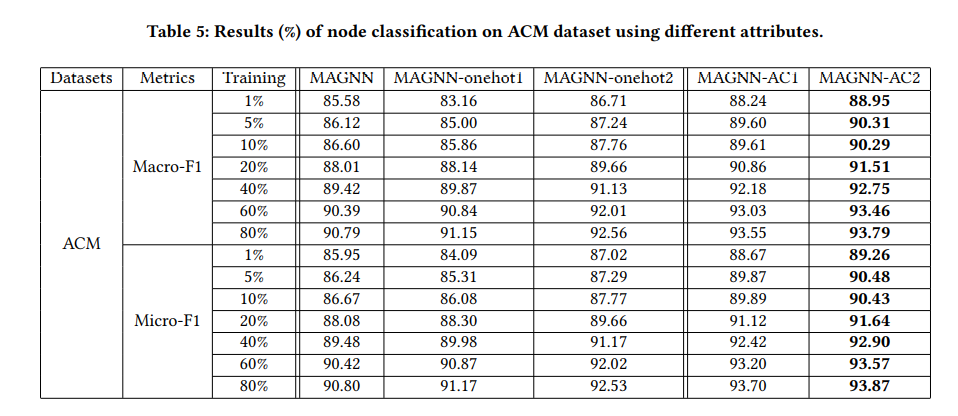 Table 5: Results (%) of node classification on ACM dataset using different attributes.
Datasets Metrics Training MAGNN MAGNN-onehot1 MAGNN-onehot2 MAGNN-AC1 MAGNN-AC2
ACM
Macro-F1
1% 85.58 83.16 86.71 88.24 88.95
5% 86.12 85.00 87.24 89.60 90.31
10% 86.60 85.86 87.76 89.61 90.29
20% 88.01 88.14 89.66 90.86 91.51
40% 89.42 89.87 91.13 92.18 92.75
60% 90.39 90.84 92.01 93.03 93.46
80% 90.79 91.15 92.56 93.55 93.79
Micro-F1
1% 85.95 84.09 87.02 88.67 89.26
5% 86.24 85.31 87.29 89.87 90.48
10% 86.67 86.08 87.77 89.89 90.43
20% 88.08 88.30 89.66 91.12 91.64
40% 89.48 89.98 91.17 92.42 92.90
60% 90.42 90.87 92.02 93.20 93.57
80% 90.80 91.17 92.53 93.70 93.87